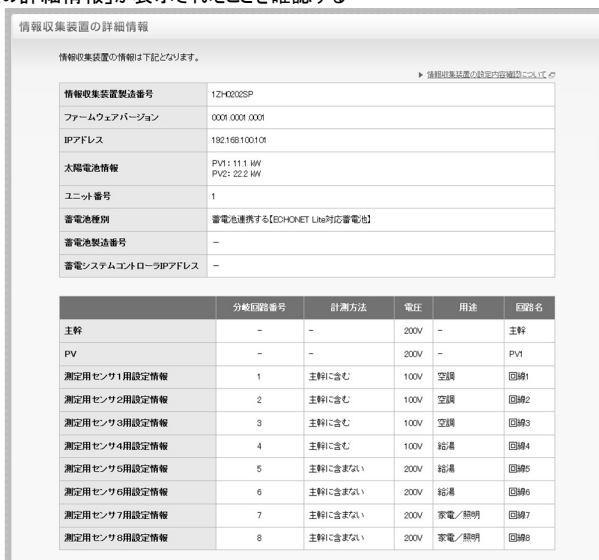 の詳細情報」が表示されたことを確認する
情報収集装置の詳細情報
情報収集装置の情報は下記となります。
▶ 情報収集装置の設定内容確認について
情報収集装置製造番号 1ZH0202SP
ファームウェアバージョン 0001.0001.0001
IPアドレス 192.168.100.101
太陽電池情報 PV1: 11.1 kW
PV2: 22.2 kW
ユニット番号 1
蓄電池種別 蓄電池連携する【ECHONET Lite対応蓄電池】
蓄電池製造番号 －
蓄電システムコントローラIPアドレス －
分岐回路番号 計測方法 電圧 用途 回路名
主幹 － － 200V － 主幹
PV － － 200V － PV1
測定用センサ1用設定情報 1 主幹に含む 100V 空調 回線1
測定用センサ2用設定情報 2 主幹に含む 100V 空調 回線2
測定用センサ3用設定情報 3 主幹に含む 100V 空調 回線3
測定用センサ4用設定情報 4 主幹に含む 100V 給湯 回線4
測定用センサ5用設定情報 5 主幹に含まない 200V 給湯 回線5
測定用センサ6用設定情報 6 主幹に含まない 200V 給湯 回線6
測定用センサ7用設定情報 7 主幹に含まない 200V 家電／照明 回線7
測定用センサ8用設定情報 8 主幹に含まない 200V 家電／照明 回線8